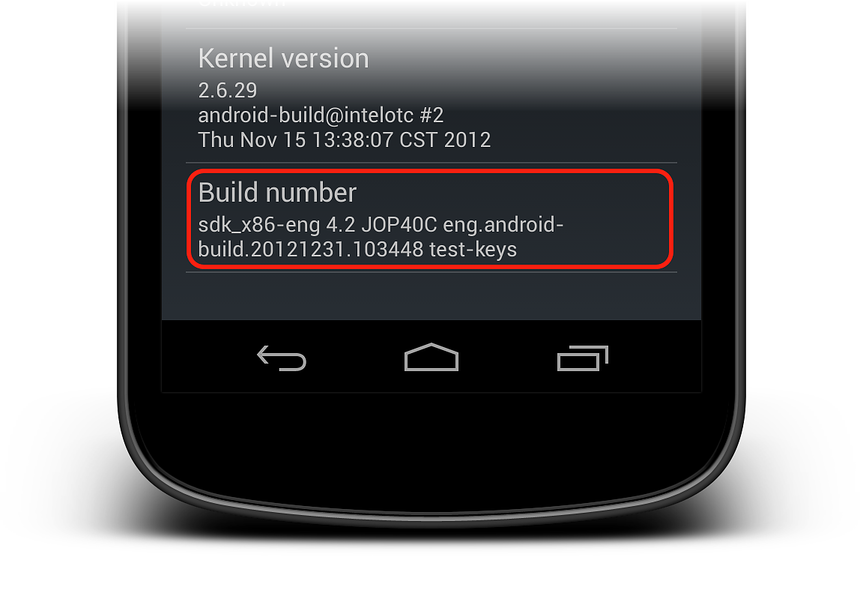 Kernel version
2.6.29
android-build@intelotc #2
Thu Nov 15 13:38:07 CST 2012
Build number
sdk_x86-eng 4.2 JOP40C eng.android-
build.20121231.103448 test-keys